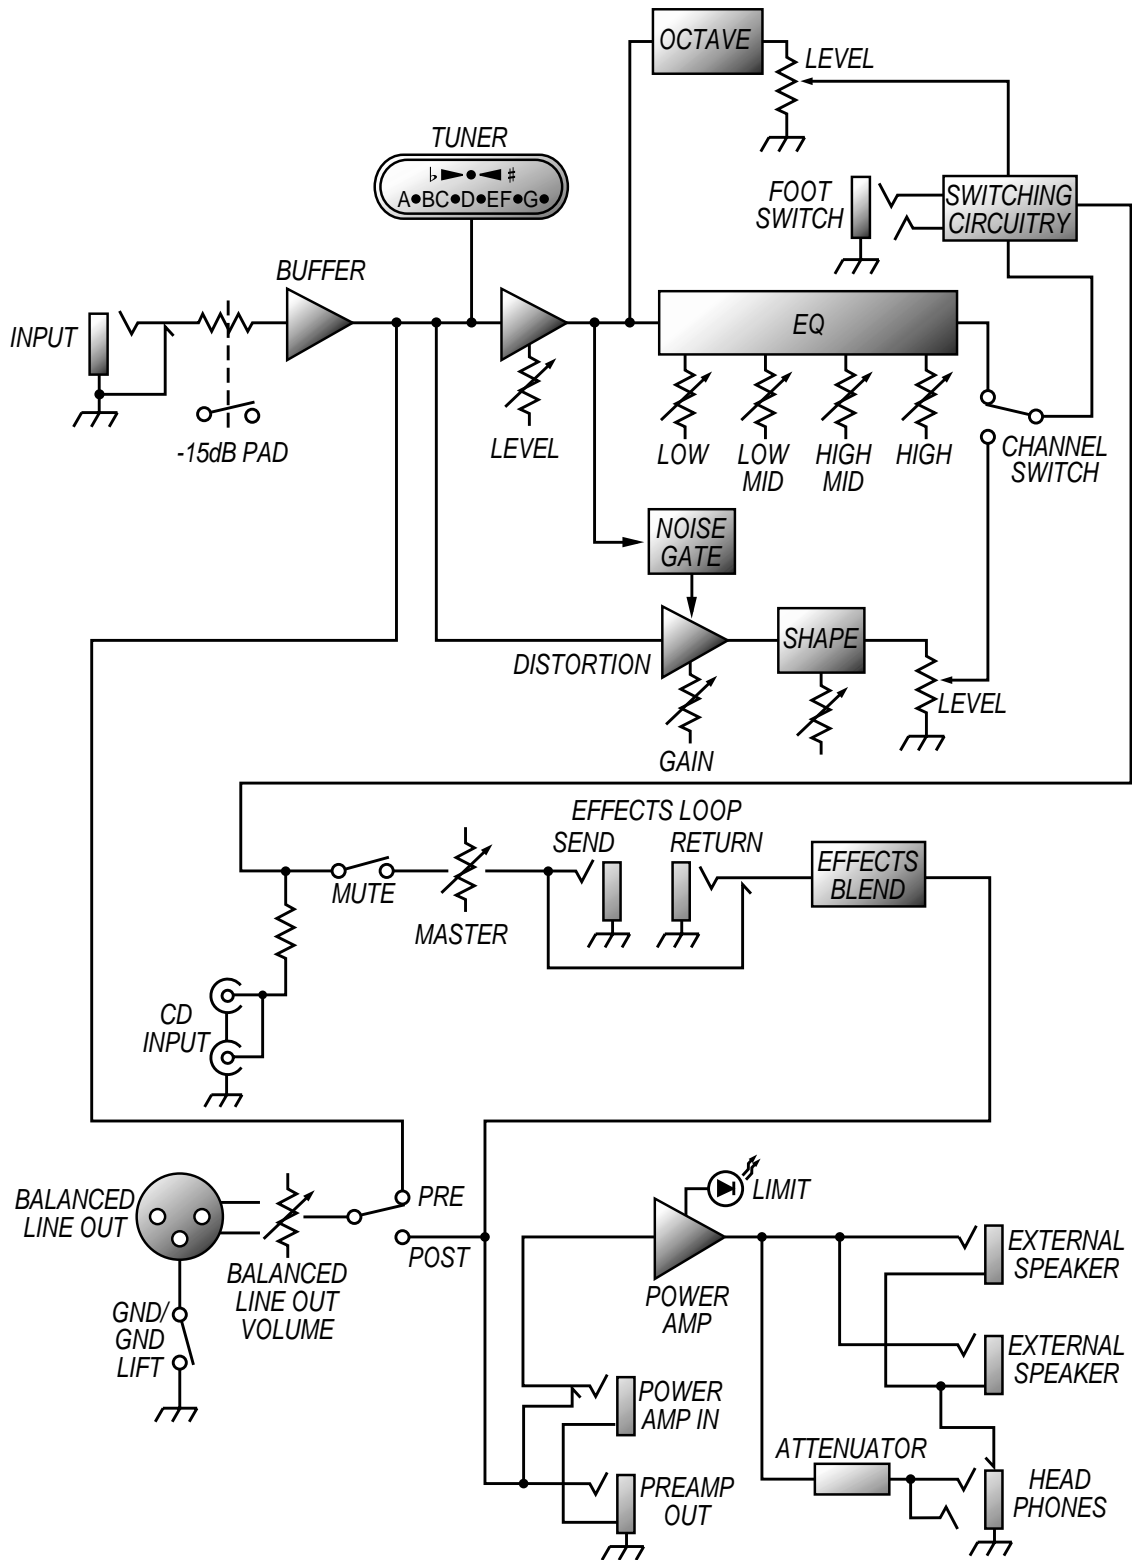 OCTAVE
LEVEL
TUNER
♭ ►●◄ ♯
A●BC●D●EF●G●
FOOT
SWITCH
SWITCHING
CIRCUITRY
BUFFER
INPUT
EQ
-15dB PAD
LEVEL
LOW
LOW
MID
HIGH
MID
HIGH
CHANNEL
SWITCH
NOISE
GATE
DISTORTION
SHAPE
LEVEL
GAIN
EFFECTS LOOP
SEND
RETURN
EFFECTS
BLEND
MUTE
MASTER
CD
INPUT
BALANCED
LINE OUT
PRE
POST
BALANCED
LINE OUT
VOLUME
GND/
GND
LIFT
LIMIT
POWER
AMP
EXTERNAL
SPEAKER
EXTERNAL
SPEAKER
POWER
AMP IN
PREAMP
OUT
ATTENUATOR
HEAD
PHONES